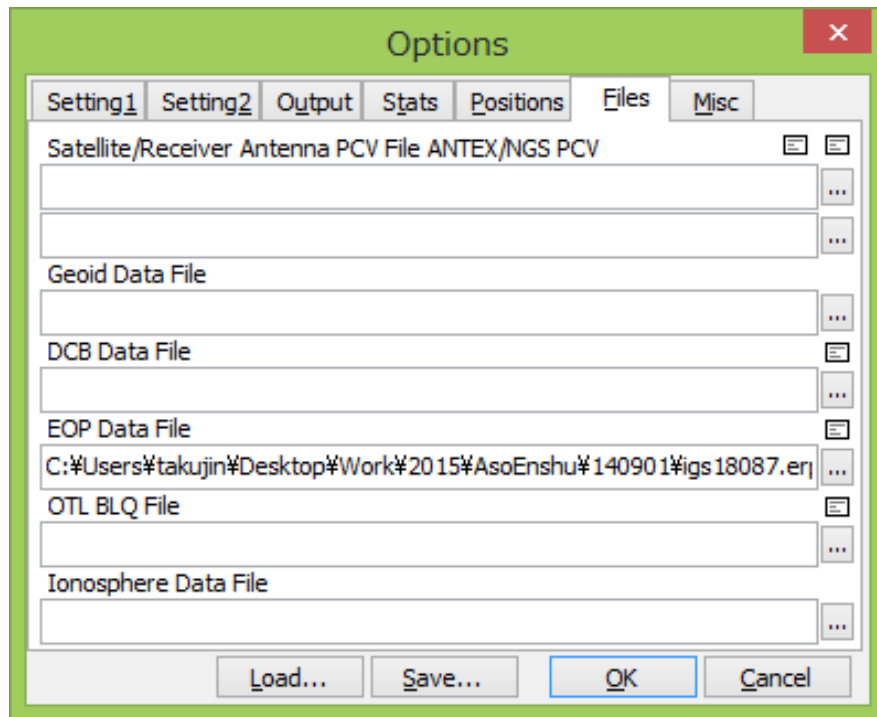 Options
Setting1 Setting2 Output Stats Positions Files Misc
Satellite/Receiver Antenna PCV File ANTEX/NGS PCV
...
...
Geoid Data File
...
DCB Data File
...
EOP Data File
C:¥Users¥takujin¥Desktop¥Work¥2015¥AsoEnshu¥140901¥igs18087.erp ...
OTL BLQ File
...
Ionosphere Data File
...
Load... Save... OK Cancel